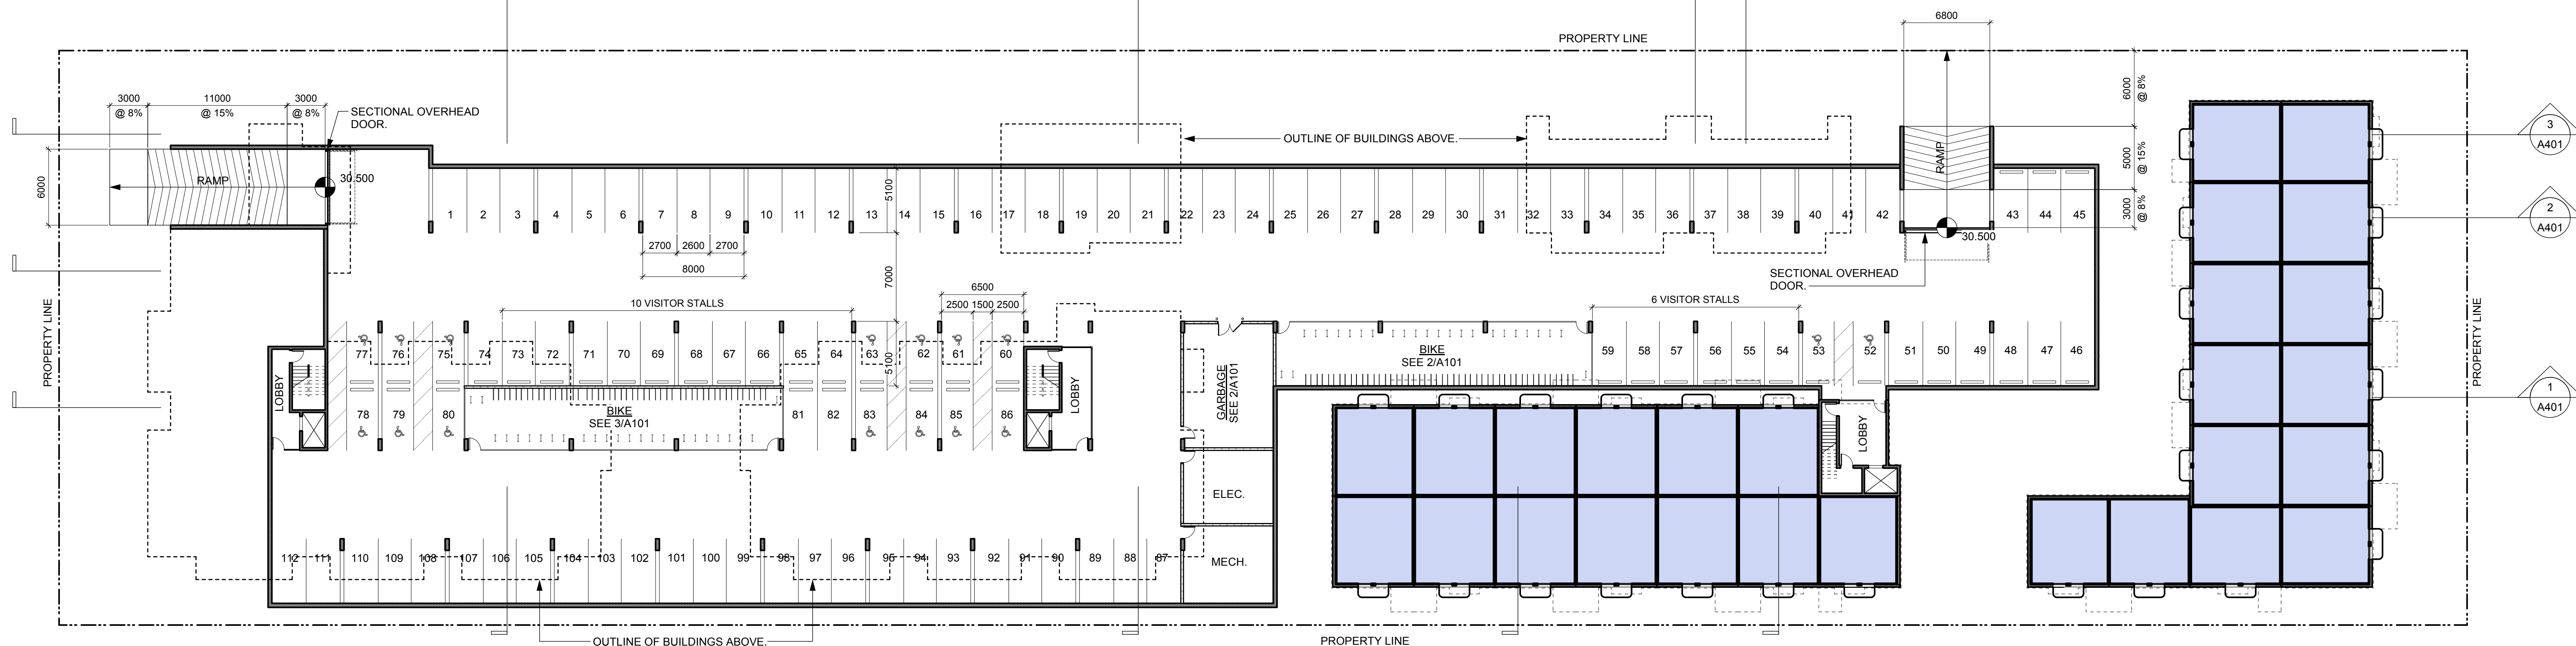 6800
PROPERTY LINE
3000
@ 8%
11000
@ 15%
3000
@ 8%
SECTIONAL OVERHEAD
DOOR.
OUTLINE OF BUILDINGS ABOVE.
6000
@ 8%
5000
@ 15%
3000
@ 8%
3
A401
2
A401
1
A401
6000
RAMP
30.500
RAMP
30.500
5100
1 2 3 4 5 6 7 8 9 10 11 12 13 14 15 16 17 18 19 20 21 22 23 24 25 26 27 28 29 30 31 32 33 34 35 36 37 38 39 40 41 42 43 44 45
2700 2600 2700
8000
7000
SECTIONAL OVERHEAD
DOOR.
10 VISITOR STALLS
6500
2500 1500 2500
6 VISITOR STALLS
PROPERTY LINE
PROPERTY LINE
77 76 75 74 73 72 71 70 69 68 67 66 65 64 63 62 61 60
5100
59 58 57 56 55 54 53 52 51 50 49 48 47 46
BIKE
SEE 2/A101
GARBAGE
SEE 2/A101
LOBBY
LOBBY
LOBBY
78 79 80
BIKE
SEE 3/A101
81 82 83 84 85 86
ELEC.
MECH.
112 111 110 109 108 107 106 105 104 103 102 101 100 99 98 97 96 95 94 93 92 91 90 89 88 87
OUTLINE OF BUILDINGS ABOVE.
PROPERTY LINE